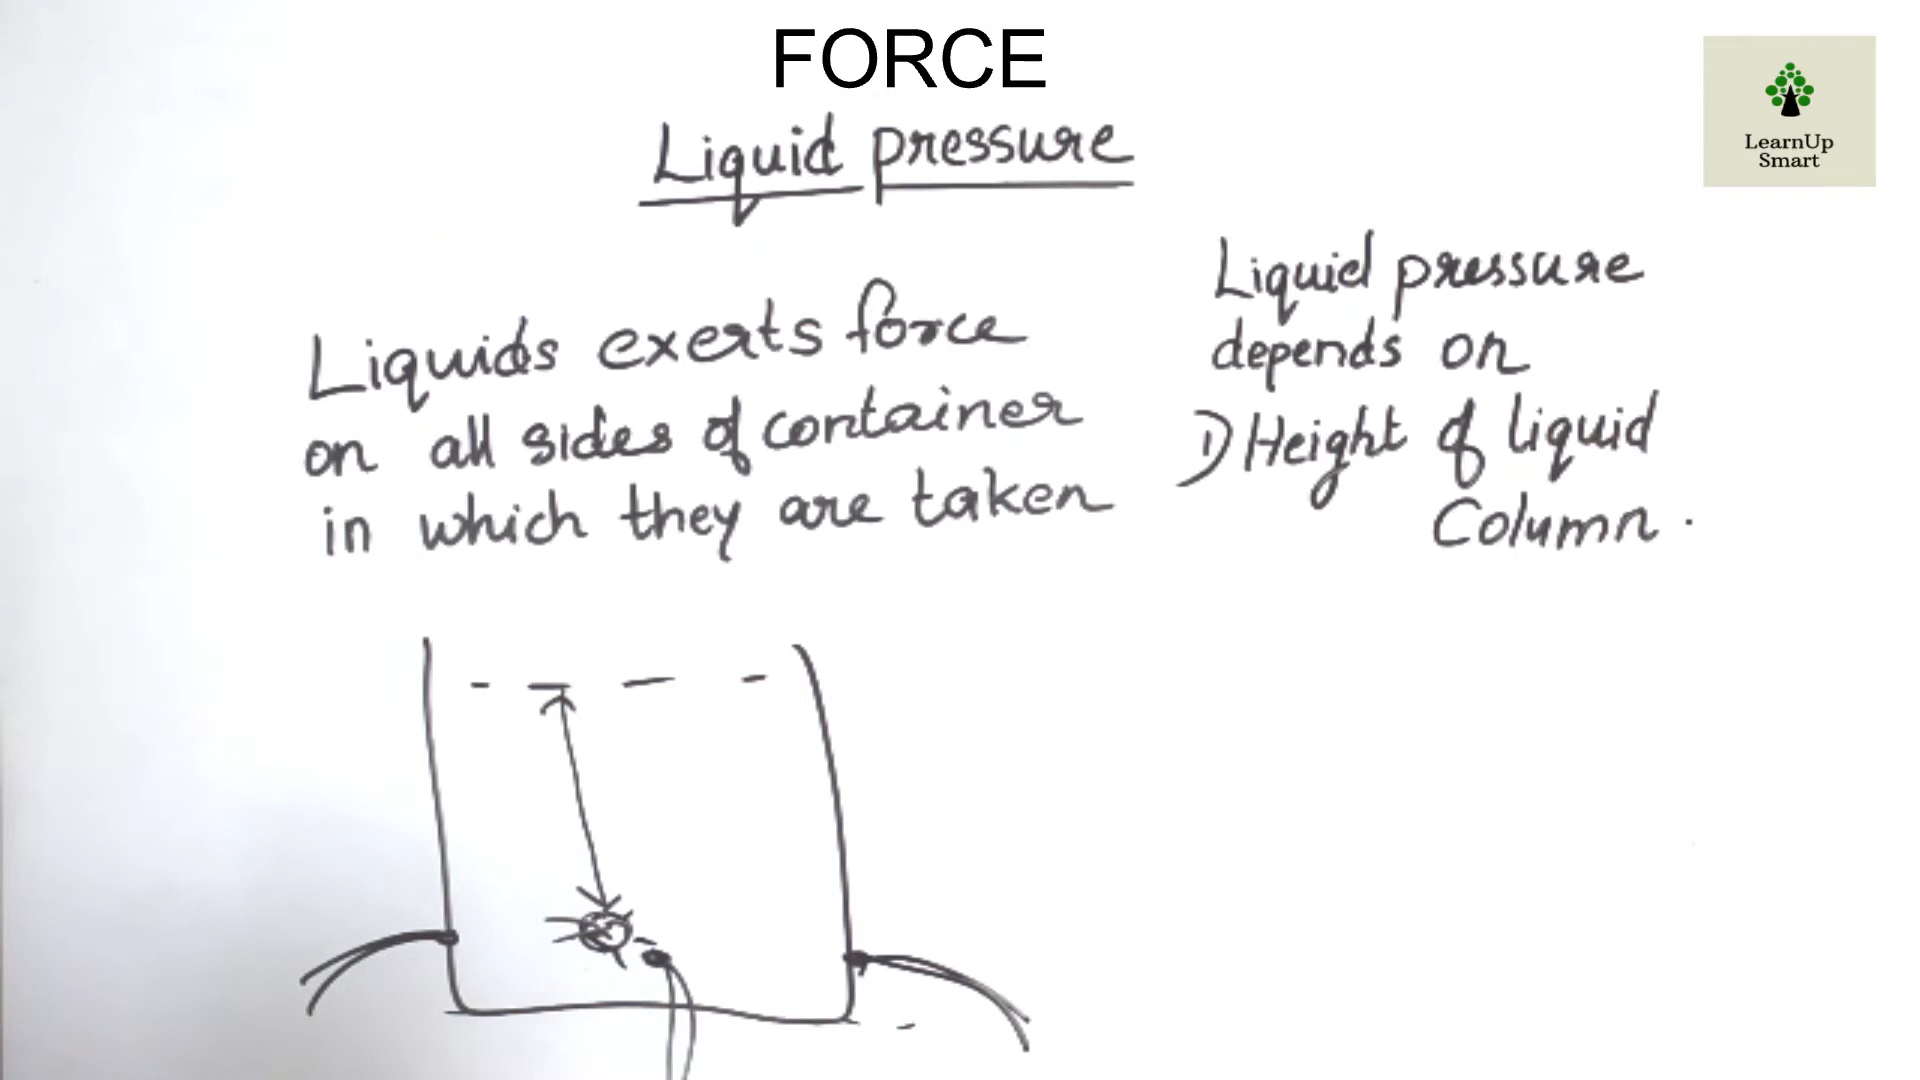 FORCE
Liquid pressure
Liquids exerts force
on all sides of container
in which they are taken
Liquid pressure
depends on
1) Height of liquid
Column.
LearnUp
Smart